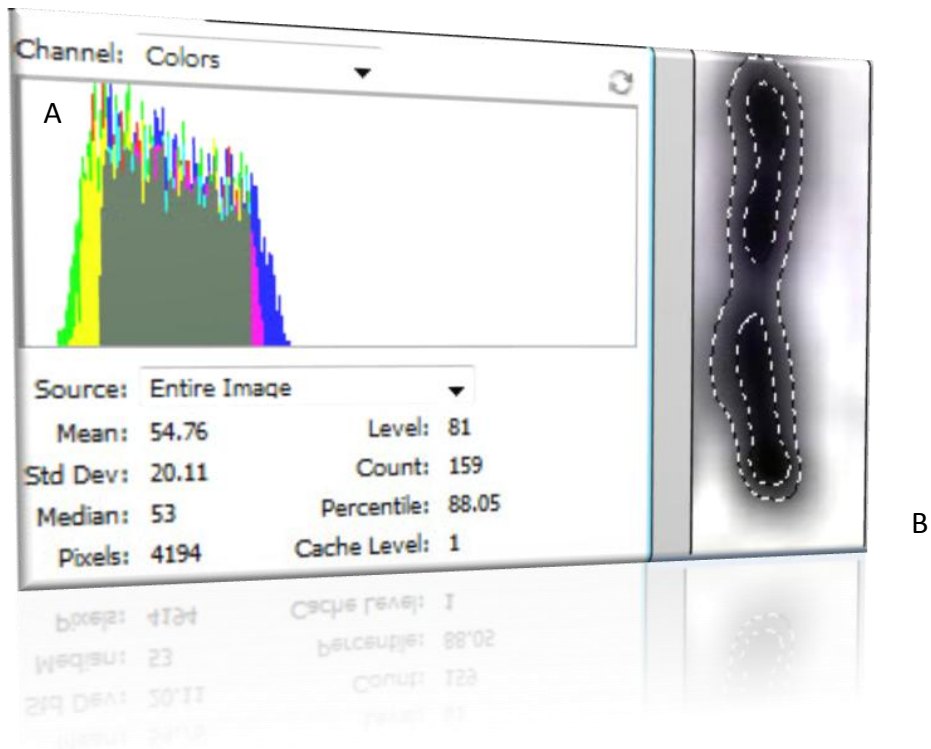 Channel: Colors
A
Source: Entire Image
Mean: 54.76 Level: 81
Std Dev: 20.11 Count: 159
Median: 53 Percentile: 88.05
Pixels: 4194 Cache Level: 1
B